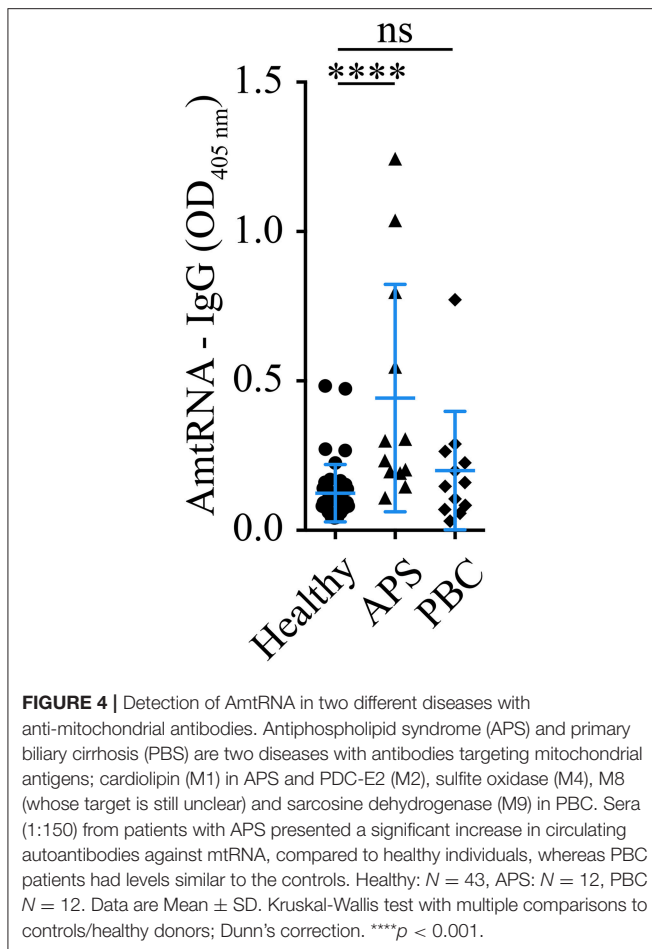 ns
****
1.5
1.0
0.5
0.0
AmtRNA - IgG (OD405 nm)
Healthy
APS
PBC
FIGURE 4 | Detection of AmtRNA in two different diseases with
anti-mitochondrial antibodies. Antiphospholipid syndrome (APS) and primary
biliary cirrhosis (PBS) are two diseases with antibodies targeting mitochondrial
antigens; cardiolipin (M1) in APS and PDC-E2 (M2), sulfite oxidase (M4), M8
(whose target is still unclear) and sarcosine dehydrogenase (M9) in PBC. Sera
(1:150) from patients with APS presented a significant increase in circulating
autoantibodies against mtRNA, compared to healthy individuals, whereas PBC
patients had levels similar to the controls. Healthy: N = 43, APS: N = 12, PBC
N = 12. Data are Mean ± SD. Kruskal-Wallis test with multiple comparisons to
controls/healthy donors; Dunn's correction. ****p < 0.001.